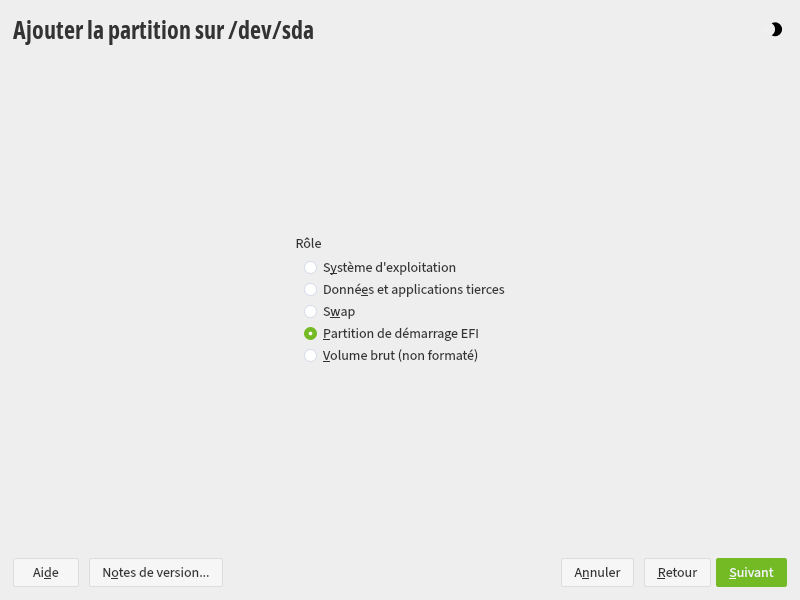 Ajouter la partition sur /dev/sda
Rôle
Système d'exploitation
Données et applications tierces
Swap
Partition de démarrage EFI
Volume brut (non formaté)
Aide
Notes de version...
Annuler
Retour
Suivant